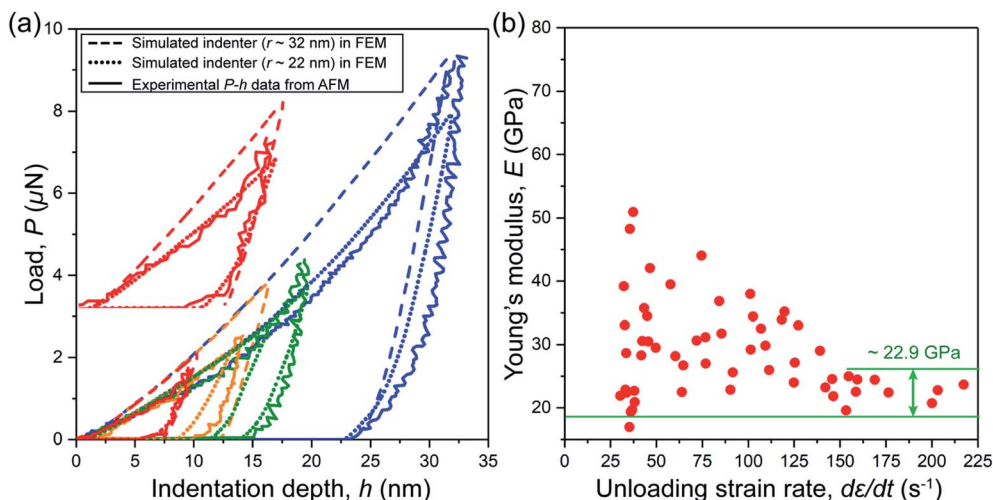 (a)
Simulated indenter (r ~ 32 nm) in FEM
Simulated indenter (r ~ 22 nm) in FEM
Experimental P-h data from AFM
Load, P (μN)
10
8
6
4
2
0
0 5 10 15 20 25 30 35
Indentation depth, h (nm)
(b)
Young's modulus, E (GPa)
80
70
60
50
40
30
20
10
~ 22.9 GPa
0 25 50 75 100 125 150 175 200 225
Unloading strain rate, dε/dt (s⁻¹)